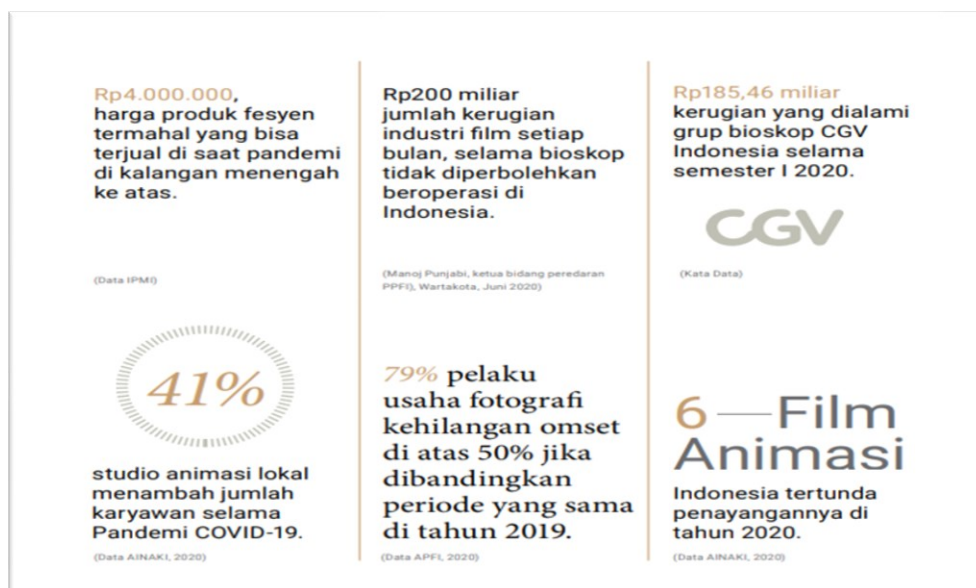 Rp4.000.000,
harga produk fesyen
termahal yang bisa
terjual di saat pandemi
di kalangan menengah
ke atas.
(Data IPMI)
Rp200 miliar
jumlah kerugian
industri film setiap
bulan, selama bioskop
tidak diperbolehkan
beroperasi di
Indonesia.
(Manoj Punjabi, ketua bidang peredaran
PPFI), Wartakota, Juni 2020)
Rp185,46 miliar
kerugian yang dialami
grup bioskop CGV
Indonesia selama
semester I 2020.
CGV
(Kata Data)
41%
studio animasi lokal
menambah jumlah
karyawan selama
Pandemi COVID-19.
(Data AINAKI, 2020)
79% pelaku
usaha fotografi
kehilangan omset
di atas 50% jika
dibandingkan
periode yang sama
di tahun 2019.
(Data APFI, 2020)
6 — Film
Animasi
Indonesia tertunda
penayangannya di
tahun 2020.
(Data AINAKI, 2020)